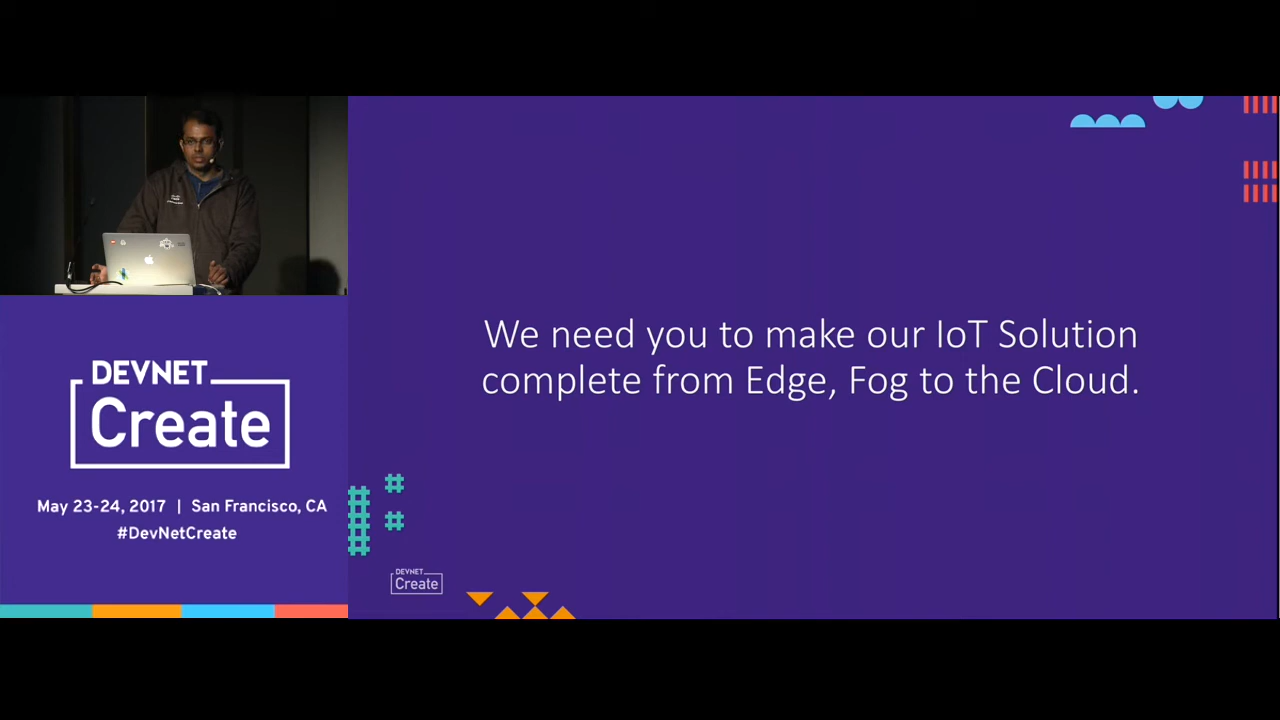 We need you to make our IoT Solution
complete from Edge, Fog to the Cloud.
DEVNET
Create
May 23-24, 2017 | San Francisco, CA
#DevNetCreate
DEVNET
Create